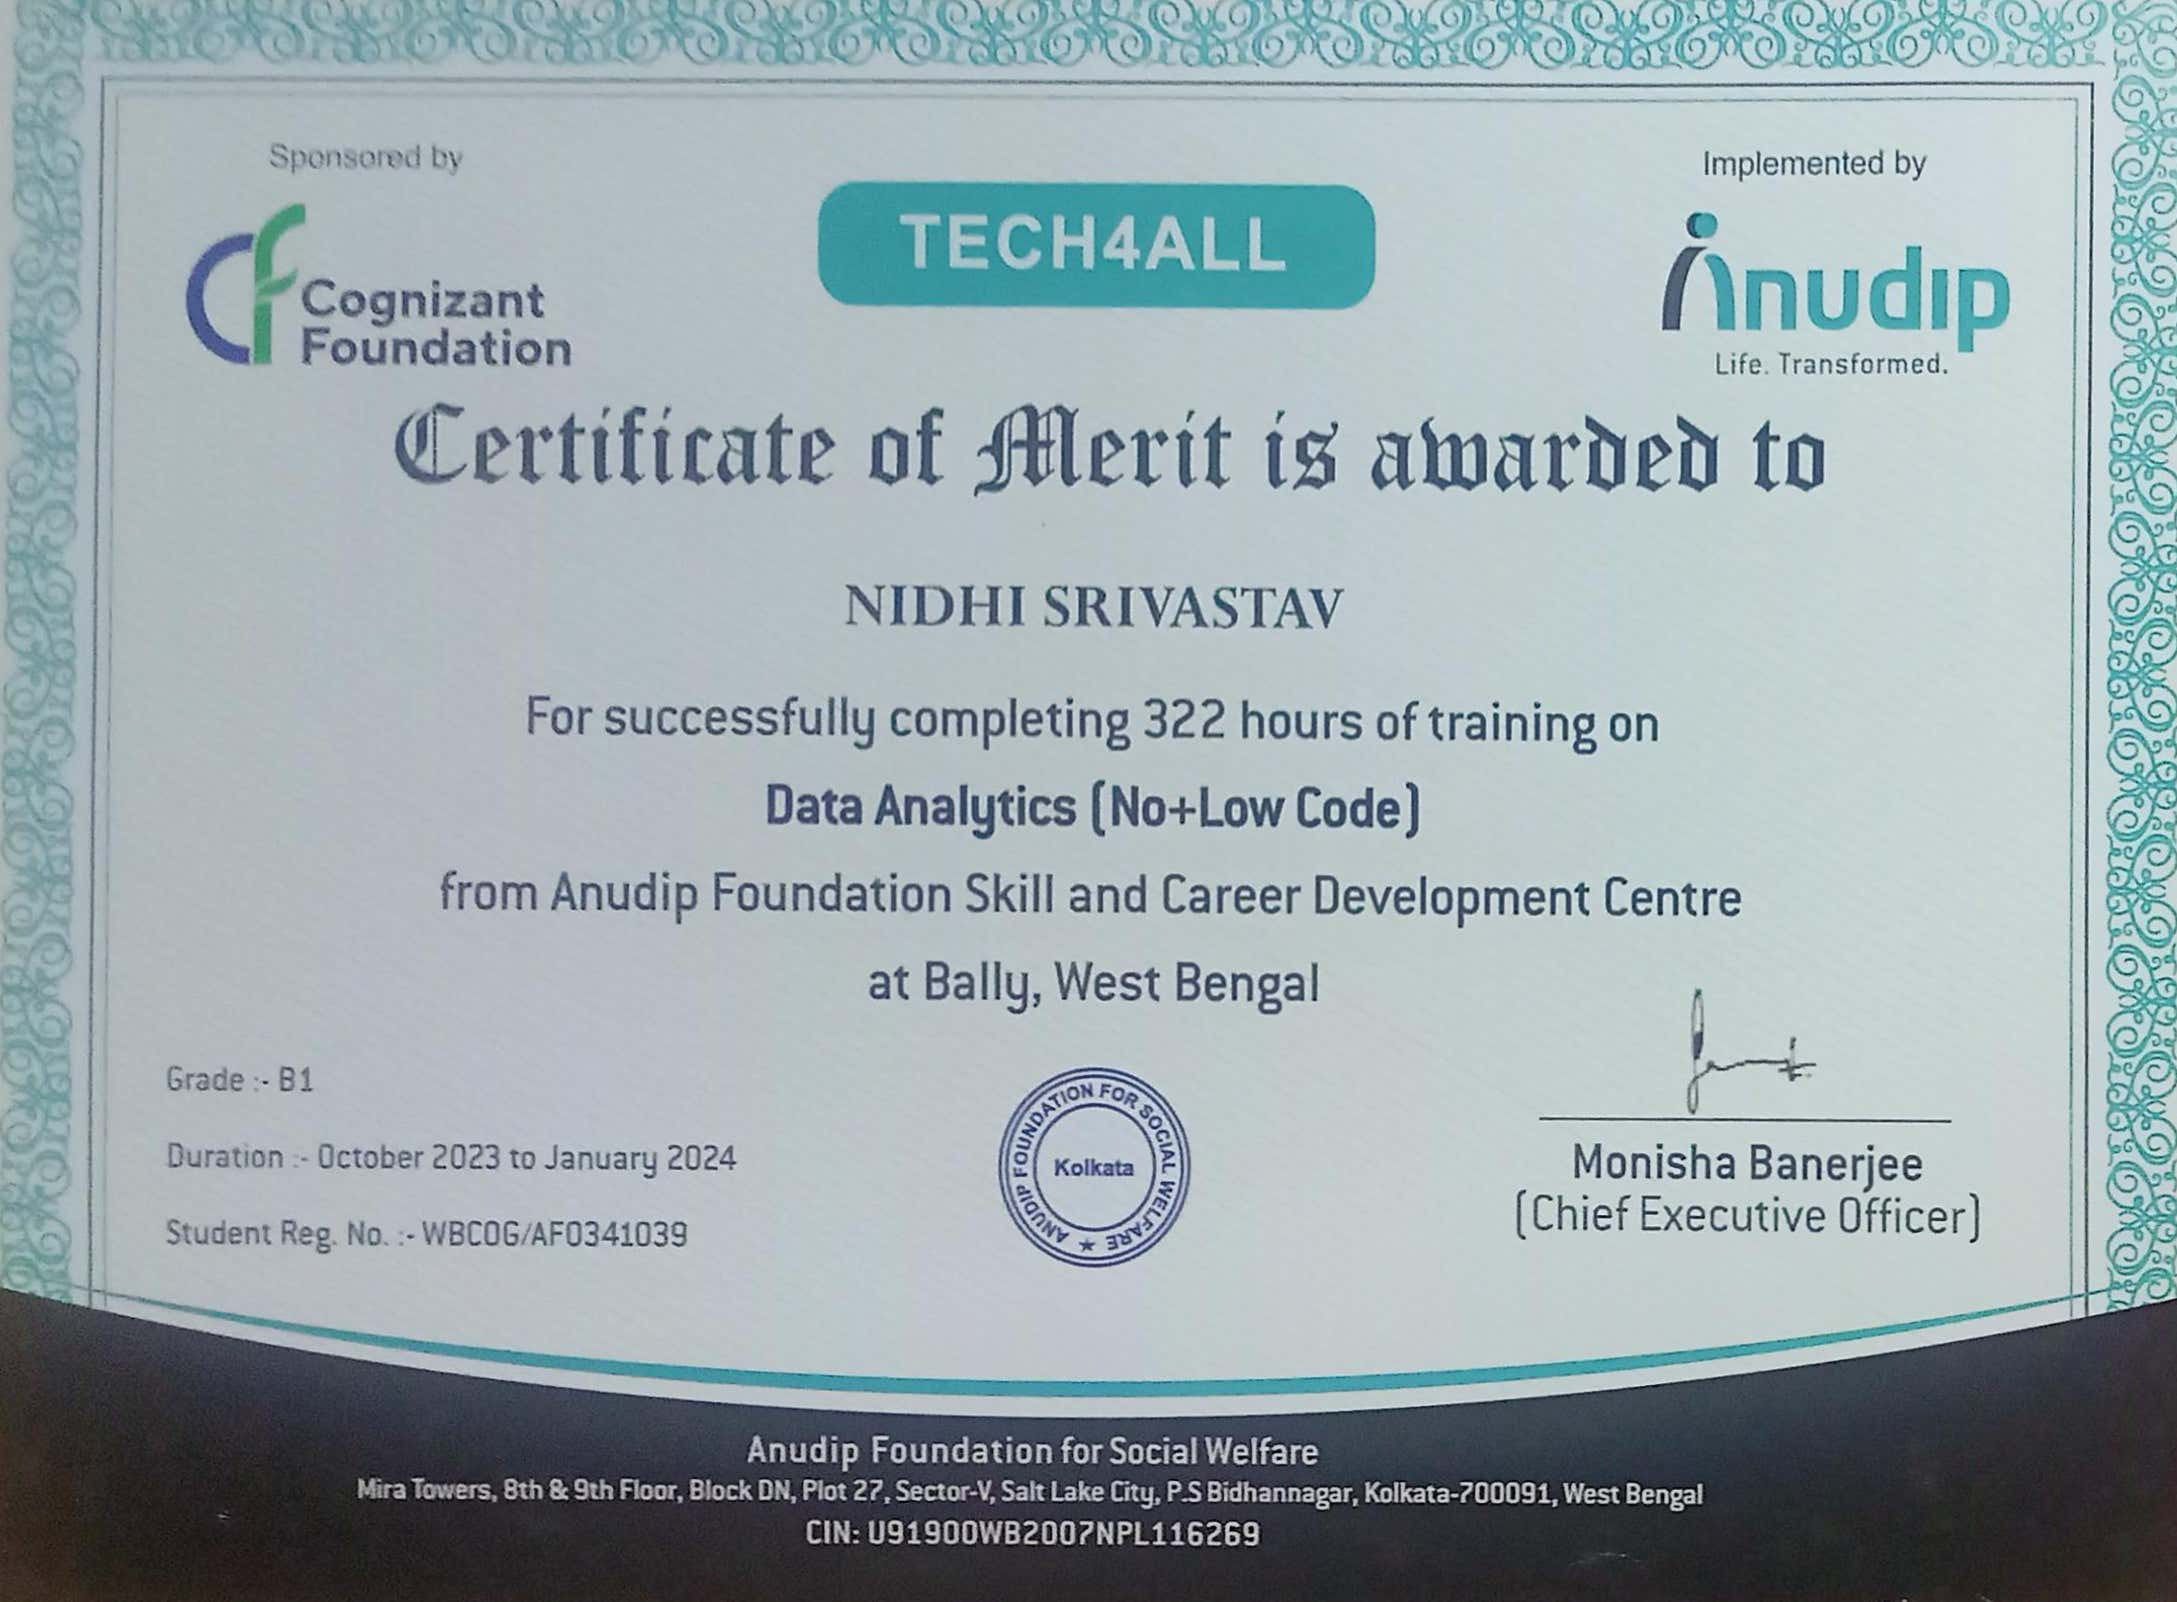 Sponsored by
Cognizant
Foundation
TECH4ALL
Implemented by
Anudip
Life. Transformed.
Certificate of Merit is awarded to
NIDHI SRIVASTAV
For successfully completing 322 hours of training on
Data Analytics (No+Low Code)
from Anudip Foundation Skill and Career Development Centre
at Bally, West Bengal
Grade :- B1
Duration :- October 2023 to January 2024
Student Reg. No. :- WBCOG/AF0341039
ANUDIP FOUNDATION FOR SOCIAL WELFARE ★
Kolkata
Monisha Banerjee
(Chief Executive Officer)
Anudip Foundation for Social Welfare
Mira Towers, 8th & 9th Floor, Block DN, Plot 27, Sector-V, Salt Lake City, P.S Bidhannagar, Kolkata-700091, West Bengal
CIN: U91900WB2007NPL116269